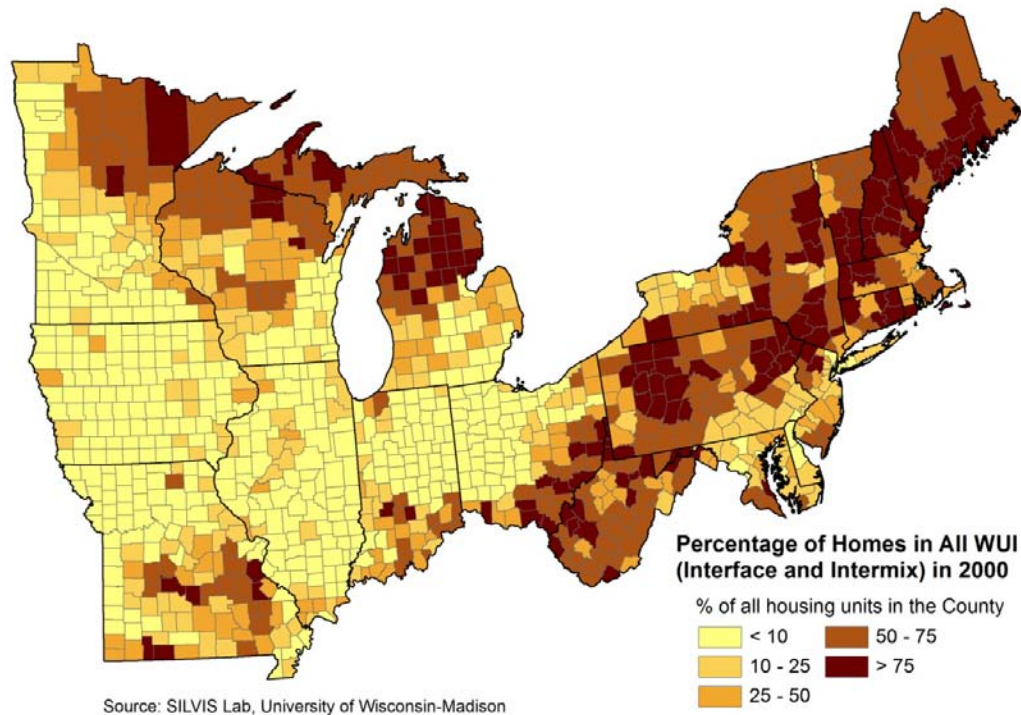 Percentage of Homes in All WUI
(Interface and Intermix) in 2000
% of all housing units in the County
< 10
10 - 25
25 - 50
50 - 75
> 75
Source: SILVIS Lab, University of Wisconsin-Madison